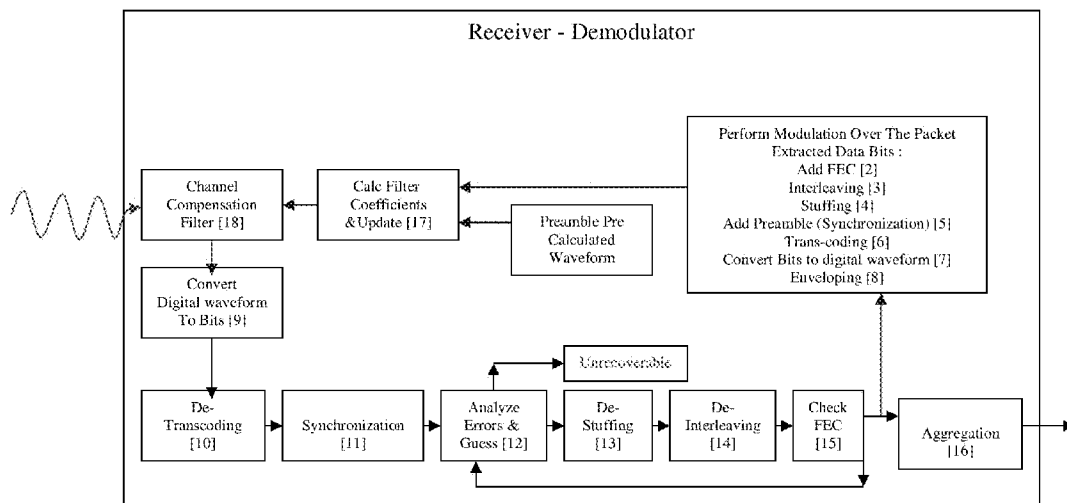 Receiver - Demodulator
Perform Modulation Over The Packet
Extracted Data Bits :
Add FEC [2]
Interleaving [3]
Stuffing [4]
Add Preamble (Synchronization) [5]
Trans-coding [6]
Convert Bits to digital waveform [7]
Enveloping [8]
Channel
Compensation
Filter [18]
Calc Filter
Coefficients
&Update [17]
Preamble Pre
Calculated
Waveform
Convert
Digital waveform
To Bits [9]
Unrecoverable
De-
Transcoding
[10]
Synchronization
[11]
Analyze
Errors &
Guess [12]
De-
Stuffing
[13]
De-
Interleaving
[14]
Check
FEC
[15]
Aggregation
[16]